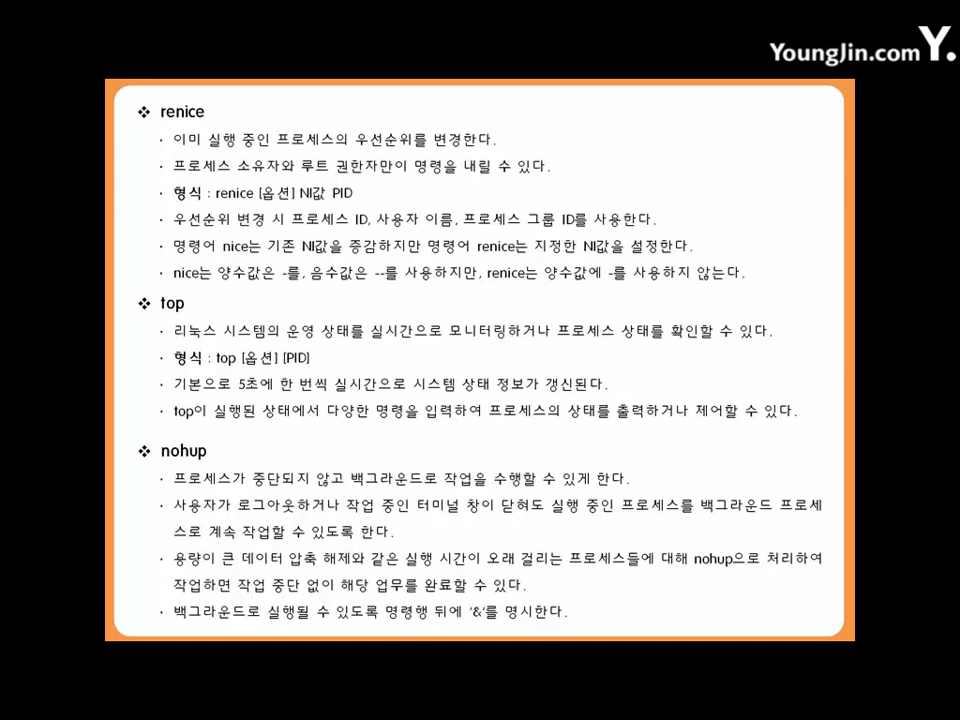 YoungJin.com Y.
❖ renice
· 이미 실행 중인 프로세스의 우선순위를 변경한다.
· 프로세스 소유자와 루트 권한자만이 명령을 내릴 수 있다.
· 형식 : renice [옵션] NI값 PID
· 우선순위 변경 시 프로세스 ID, 사용자 이름, 프로세스 그룹 ID를 사용한다.
· 명령어 nice는 기존 NI값을 증감하지만 명령어 renice는 지정한 NI값을 설정한다.
· nice는 양수값은 -를, 음수값은 --를 사용하지만, renice는 양수값에 -를 사용하지 않는다.
❖ top
· 리눅스 시스템의 운영 상태를 실시간으로 모니터링하거나 프로세스 상태를 확인할 수 있다.
· 형식 : top [옵션] [PID]
· 기본으로 5초에 한 번씩 실시간으로 시스템 상태 정보가 갱신된다.
· top이 실행된 상태에서 다양한 명령을 입력하여 프로세스의 상태를 출력하거나 제어할 수 있다.
❖ nohup
· 프로세스가 중단되지 않고 백그라운드로 작업을 수행할 수 있게 한다.
· 사용자가 로그아웃하거나 작업 중인 터미널 창이 닫혀도 실행 중인 프로세스를 백그라운드 프로세
스로 계속 작업할 수 있도록 한다.
· 용량이 큰 데이터 압축 해제와 같은 실행 시간이 오래 걸리는 프로세스들에 대해 nohup으로 처리하여
작업하면 작업 중단 없이 해당 업무를 완료할 수 있다.
· 백그라운드로 실행될 수 있도록 명령행 뒤에 '&'를 명시한다.